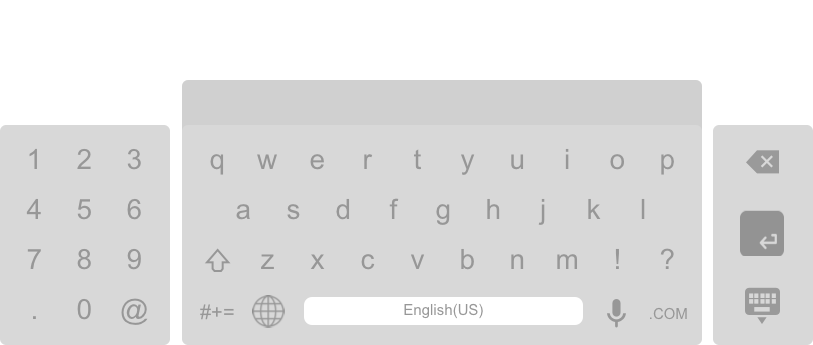 1 2 3 q w e r t y u i o p
4 5 6 a s d f g h j k l
7 8 9 z x c v b n m ! ?
. 0 @ #+= English(US) .COM